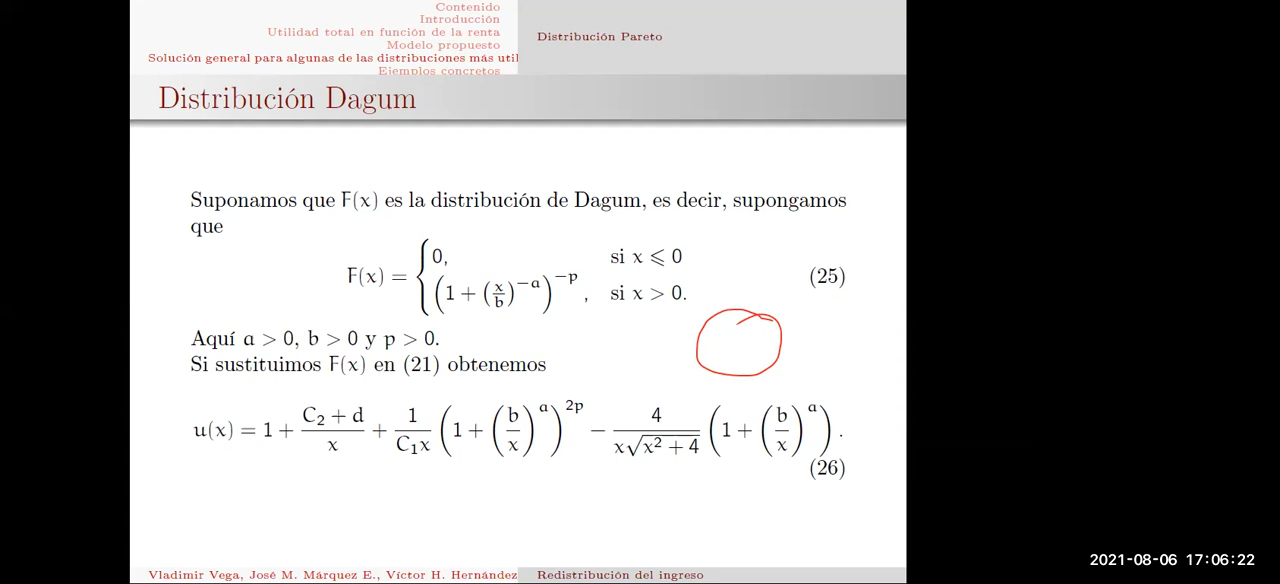 Contenido
Introducción
Utilidad total en función de la renta
Modelo propuesto
Solución general para algunas de las distribuciones más util
Ejemplos concretos
Distribución Pareto
Distribución Dagum
Suponamos que F(x) es la distribución de Dagum, es decir, supongamos
que
F(x) = { 0, si x ⩽ 0
(1 + (x/b)^{-a})^{-p}, si x > 0. (25)
Aquí a > 0, b > 0 y p > 0.
Si sustituimos F(x) en (21) obtenemos
u(x) = 1 + (C₂ + d)/x + 1/(C₁x) (1 + (b/x)^a)^{2p} − 4/(x√(x² + 4)) (1 + (b/x)^a).
(26)
Vladimir Vega, José M. Márquez E., Víctor H. Hernández
Redistribución del ingreso
2021-08-06 17:06:22